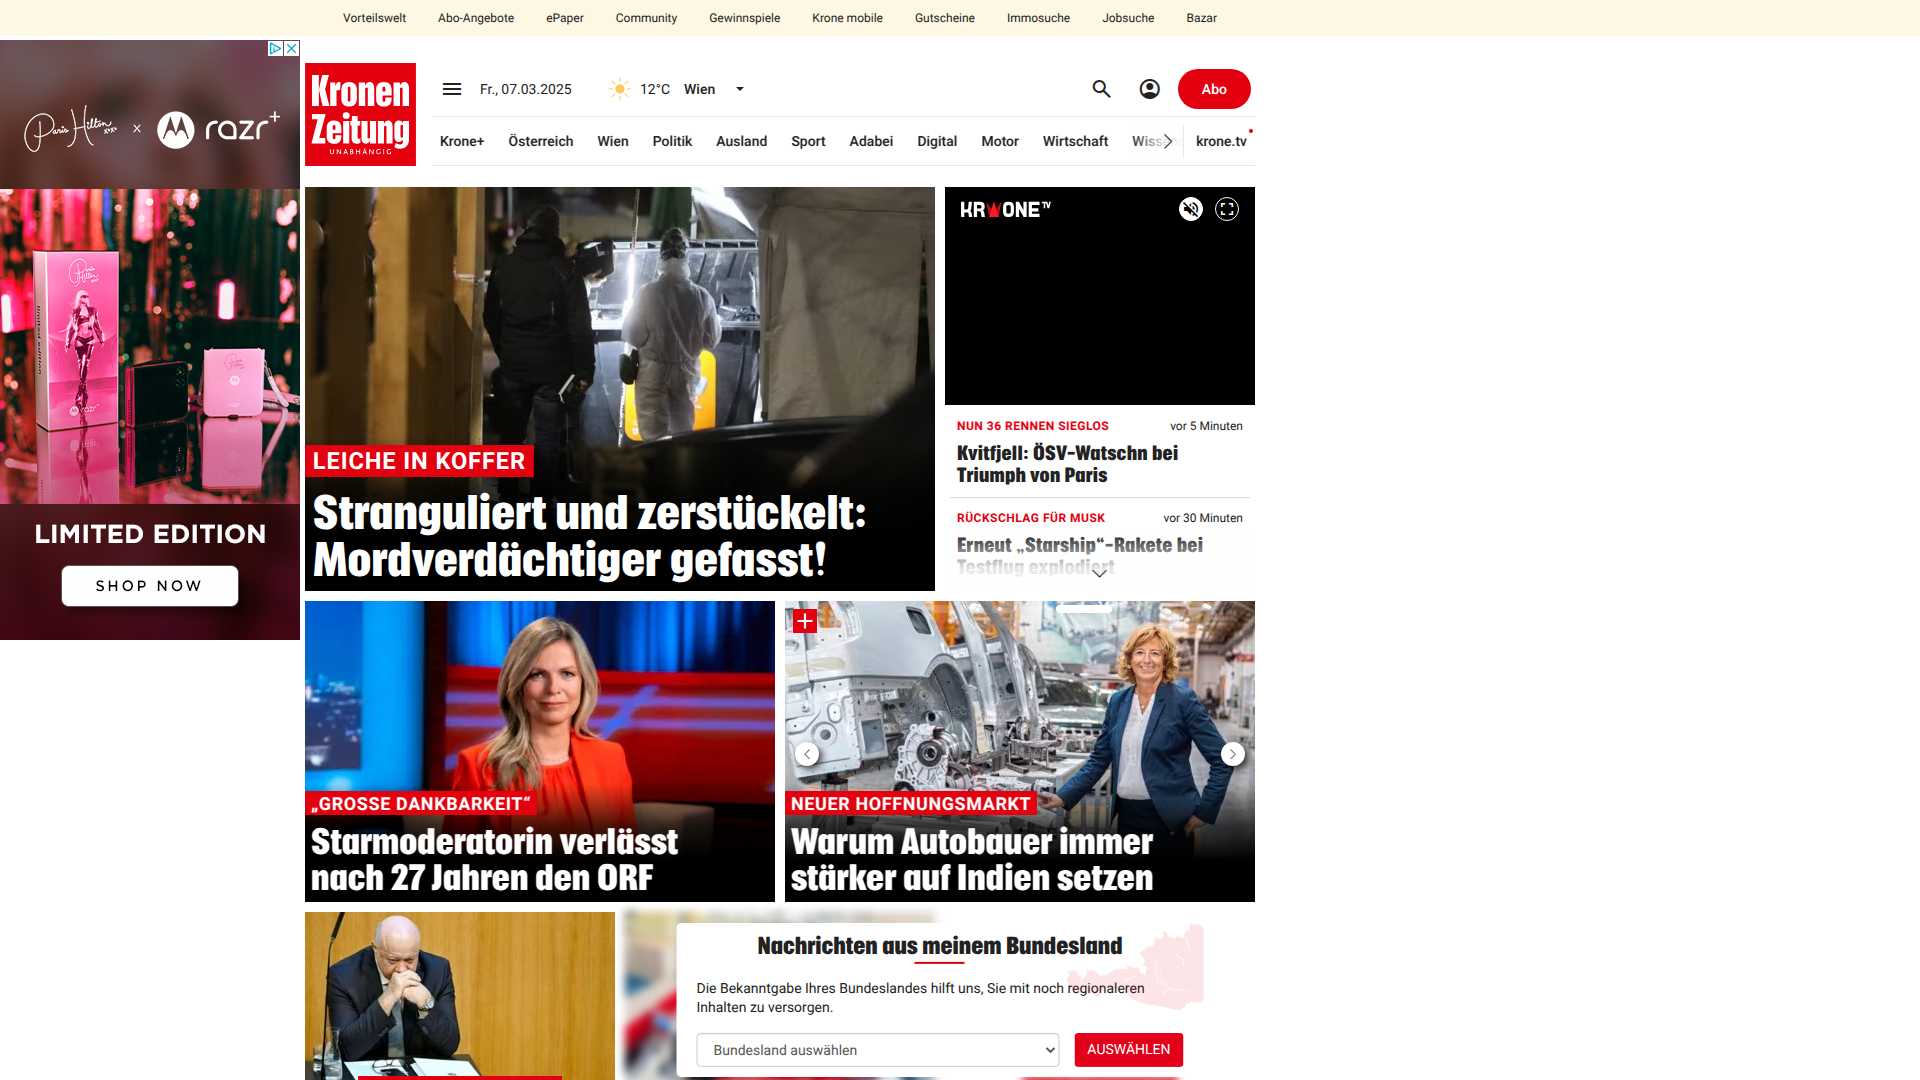 Vorteilswelt Abo-Angebote ePaper Community Gewinnspiele Krone mobile Gutscheine Immosuche Jobsuche Bazar
Paris Hilton x razr+
LIMITED EDITION
SHOP NOW
Kronen
Zeitung
UNABHÄNGIG
Fr., 07.03.2025 12°C Wien
Abo
Krone+ Österreich Wien Politik Ausland Sport Adabei Digital Motor Wirtschaft krone.tv
LEICHE IN KOFFER
Stranguliert und zerstückelt:
Mordverdächtiger gefasst!
KRONE TV
NUN 36 RENNEN SIEGLOS vor 5 Minuten
Kvitfjell: ÖSV-Watschn bei
Triumph von Paris
RÜCKSCHLAG FÜR MUSK vor 30 Minuten
Erneut „Starship“-Rakete bei
Testflug explodiert
„GROSSE DANKBARKEIT“
Starmoderatorin verlässt
nach 27 Jahren den ORF
NEUER HOFFNUNGSMARKT
Warum Autobauer immer
stärker auf Indien setzen
Nachrichten aus meinem Bundesland
Die Bekanntgabe Ihres Bundeslandes hilft uns, Sie mit noch regionaleren
Inhalten zu versorgen.
Bundesland auswählen AUSWÄHLEN